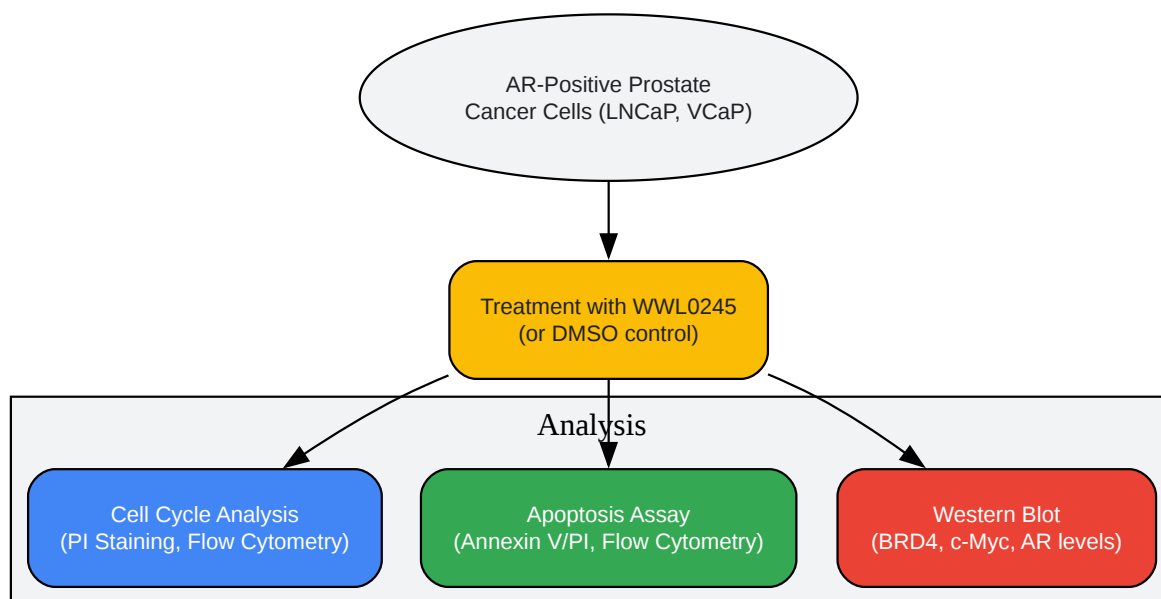 AR-Positive Prostate
Cancer Cells (LNCaP, VCaP)
Treatment with WWL0245
(or DMSO control)
Analysis
Cell Cycle Analysis
(PI Staining, Flow Cytometry)
Apoptosis Assay
(Annexin V/PI, Flow Cytometry)
Western Blot
(BRD4, c-Myc, AR levels)